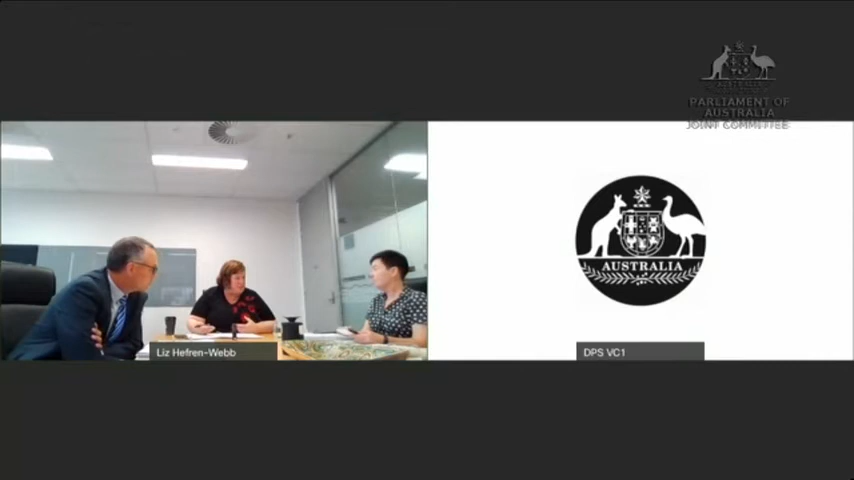 PARLIAMENT OF
AUSTRALIA
JOINT COMMITTEE
AUSTRALIA
Liz Hefren-Webb
DPS VC1